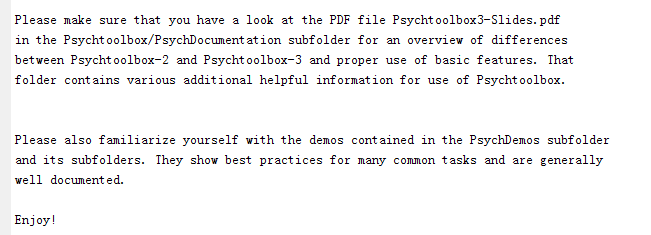 Please make sure that you have a look at the PDF file Psychtoolbox3-Slides.pdf
in the Psychtoolbox/PsychDocumentation subfolder for an overview of differences
between Psychtoolbox-2 and Psychtoolbox-3 and proper use of basic features. That
folder contains various additional helpful information for use of Psychtoolbox.
Please also familiarize yourself with the demos contained in the PsychDemos subfolder
and its subfolders. They show best practices for many common tasks and are generally
well documented.
Enjoy!